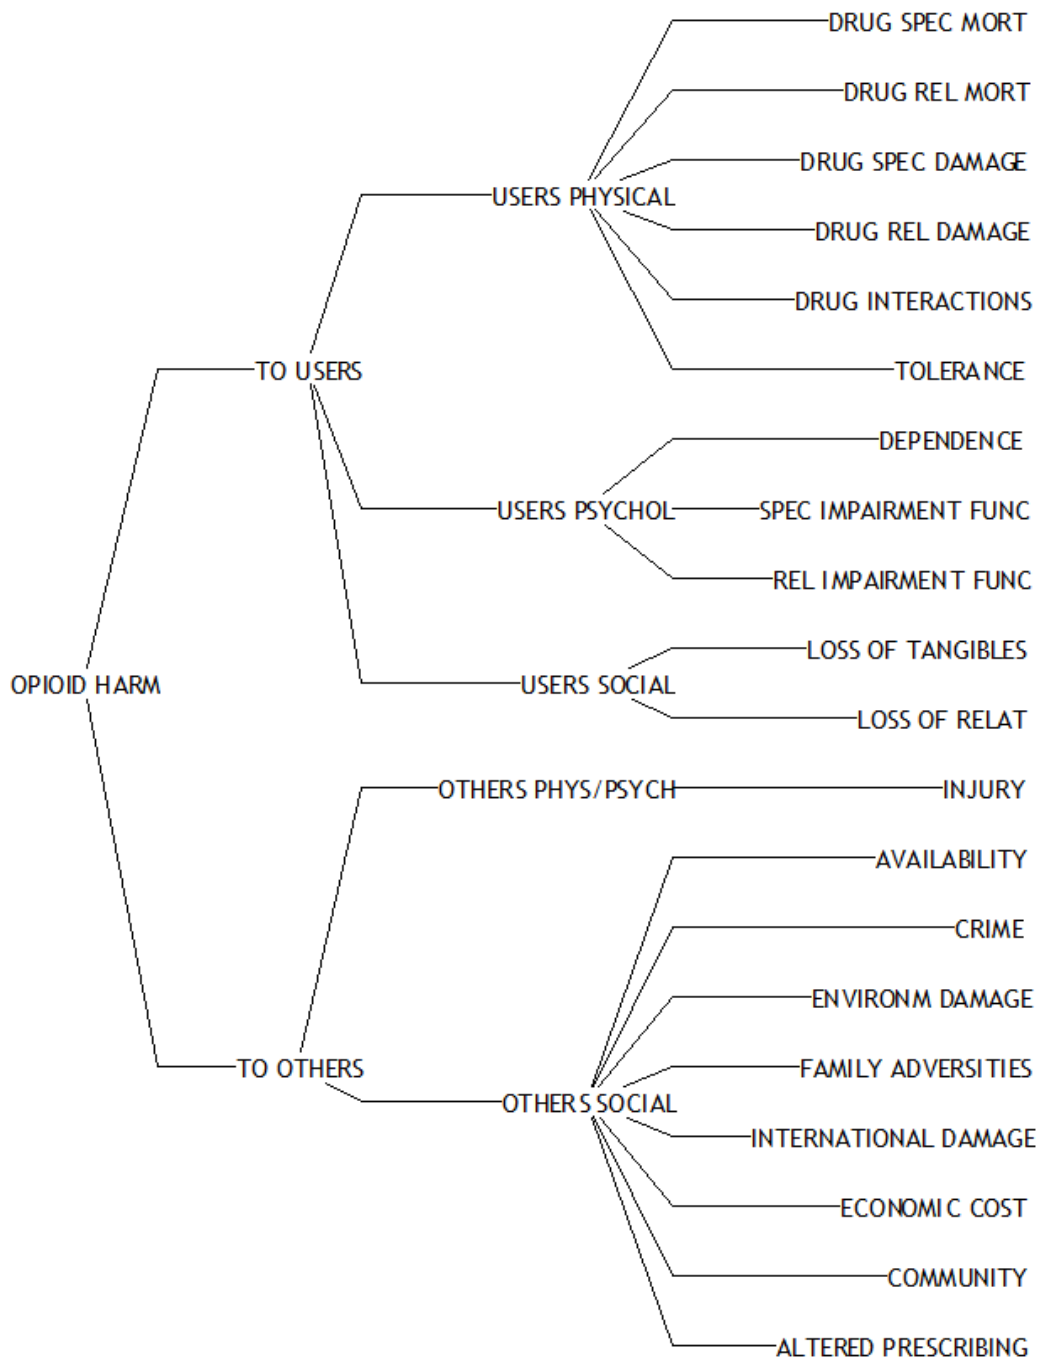 DRUG SPEC MORT
DRUG REL MORT
DRUG SPEC DAMAGE
USERS PHYSICAL
DRUG REL DAMAGE
DRUG INTERACTIONS
TO USERS
TOLERANCE
DEPENDENCE
USERS PSYCHOL
SPEC IMPAIRMENT FUNC
REL IMPAIRMENT FUNC
LOSS OF TANGIBLES
OPIOID HARM
USERS SOCIAL
LOSS OF RELAT
OTHERS PHYS/PSYCH
INJURY
AVAILABILITY
CRIME
ENVIRONM DAMAGE
TO OTHERS
FAMILY ADVERSITIES
OTHERS SOCIAL
INTERNATIONAL DAMAGE
ECONOMIC COST
COMMUNITY
ALTERED PRESCRIBING